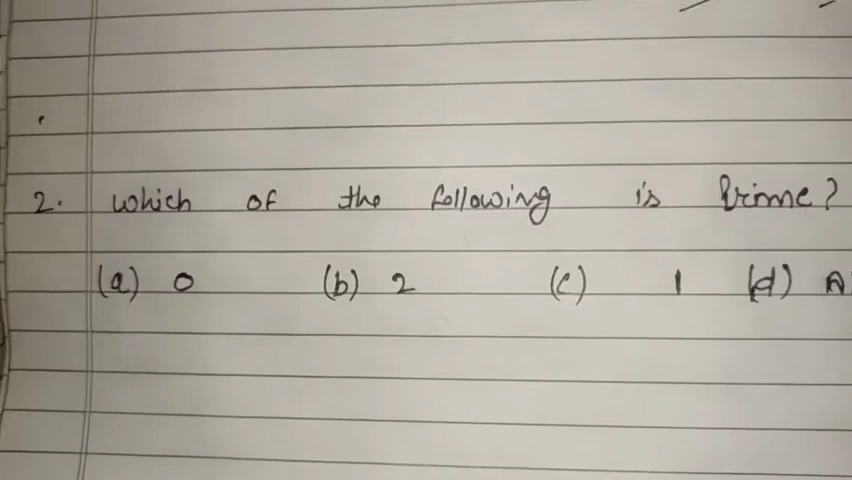 2. which of the following is Prime?
(a) 0 (b) 2 (c) 1 (d) A